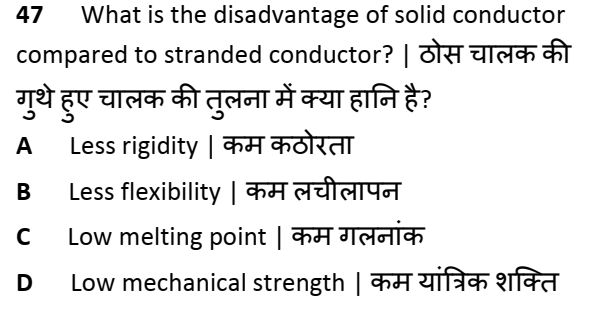 47 What is the disadvantage of solid conductor
compared to stranded conductor? | ठोस चालक की
गुथे हुए चालक की तुलना में क्या हानि है?
A Less rigidity | कम कठोरता
B Less flexibility | कम लचीलापन
C Low melting point | कम गलनांक
D Low mechanical strength | कम यांत्रिक शक्ति